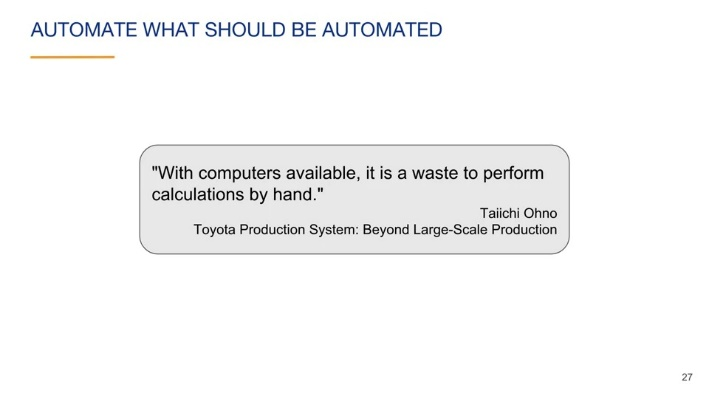 AUTOMATE WHAT SHOULD BE AUTOMATED
"With computers available, it is a waste to perform
calculations by hand."
Taiichi Ohno
Toyota Production System: Beyond Large-Scale Production
27